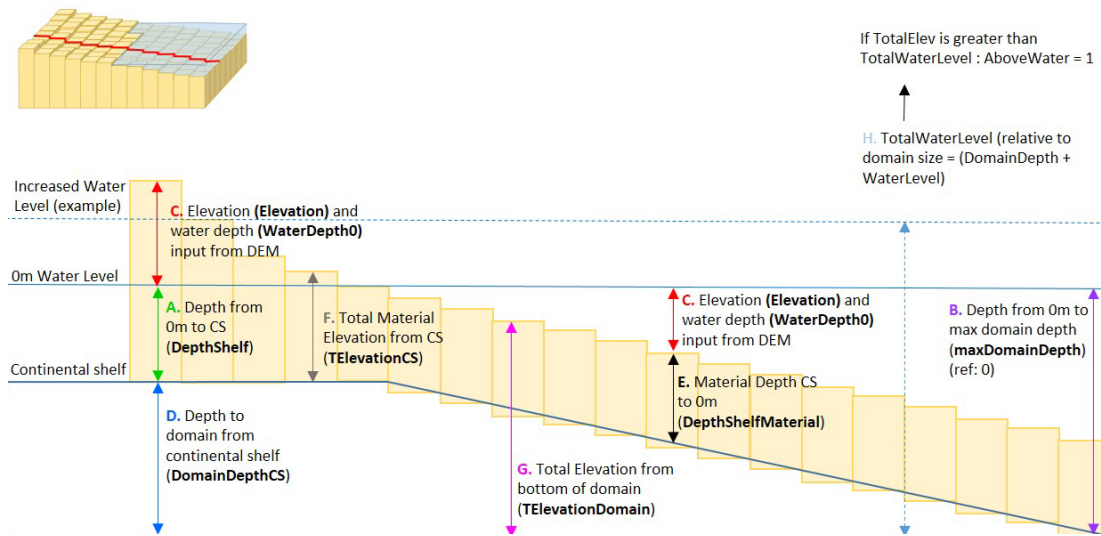 If TotalElev is greater than
TotalWaterLevel : AboveWater = 1
H. TotalWaterLevel (relative to
domain size = (DomainDepth +
WaterLevel)
Increased Water
Level (example)
C. Elevation (Elevation) and
water depth (WaterDepth0)
input from DEM
0m Water Level
A. Depth from
0m to CS
(DepthShelf)
F. Total Material
Elevation from CS
(TElevationCS)
C. Elevation (Elevation) and
water depth (WaterDepth0)
input from DEM
B. Depth from 0m to
max domain depth
(maxDomainDepth)
(ref: 0)
Continental shelf
E. Material Depth CS
to 0m
(DepthShelfMaterial)
D. Depth to
domain from
continental shelf
(DomainDepthCS)
G. Total Elevation from
bottom of domain
(TElevationDomain)